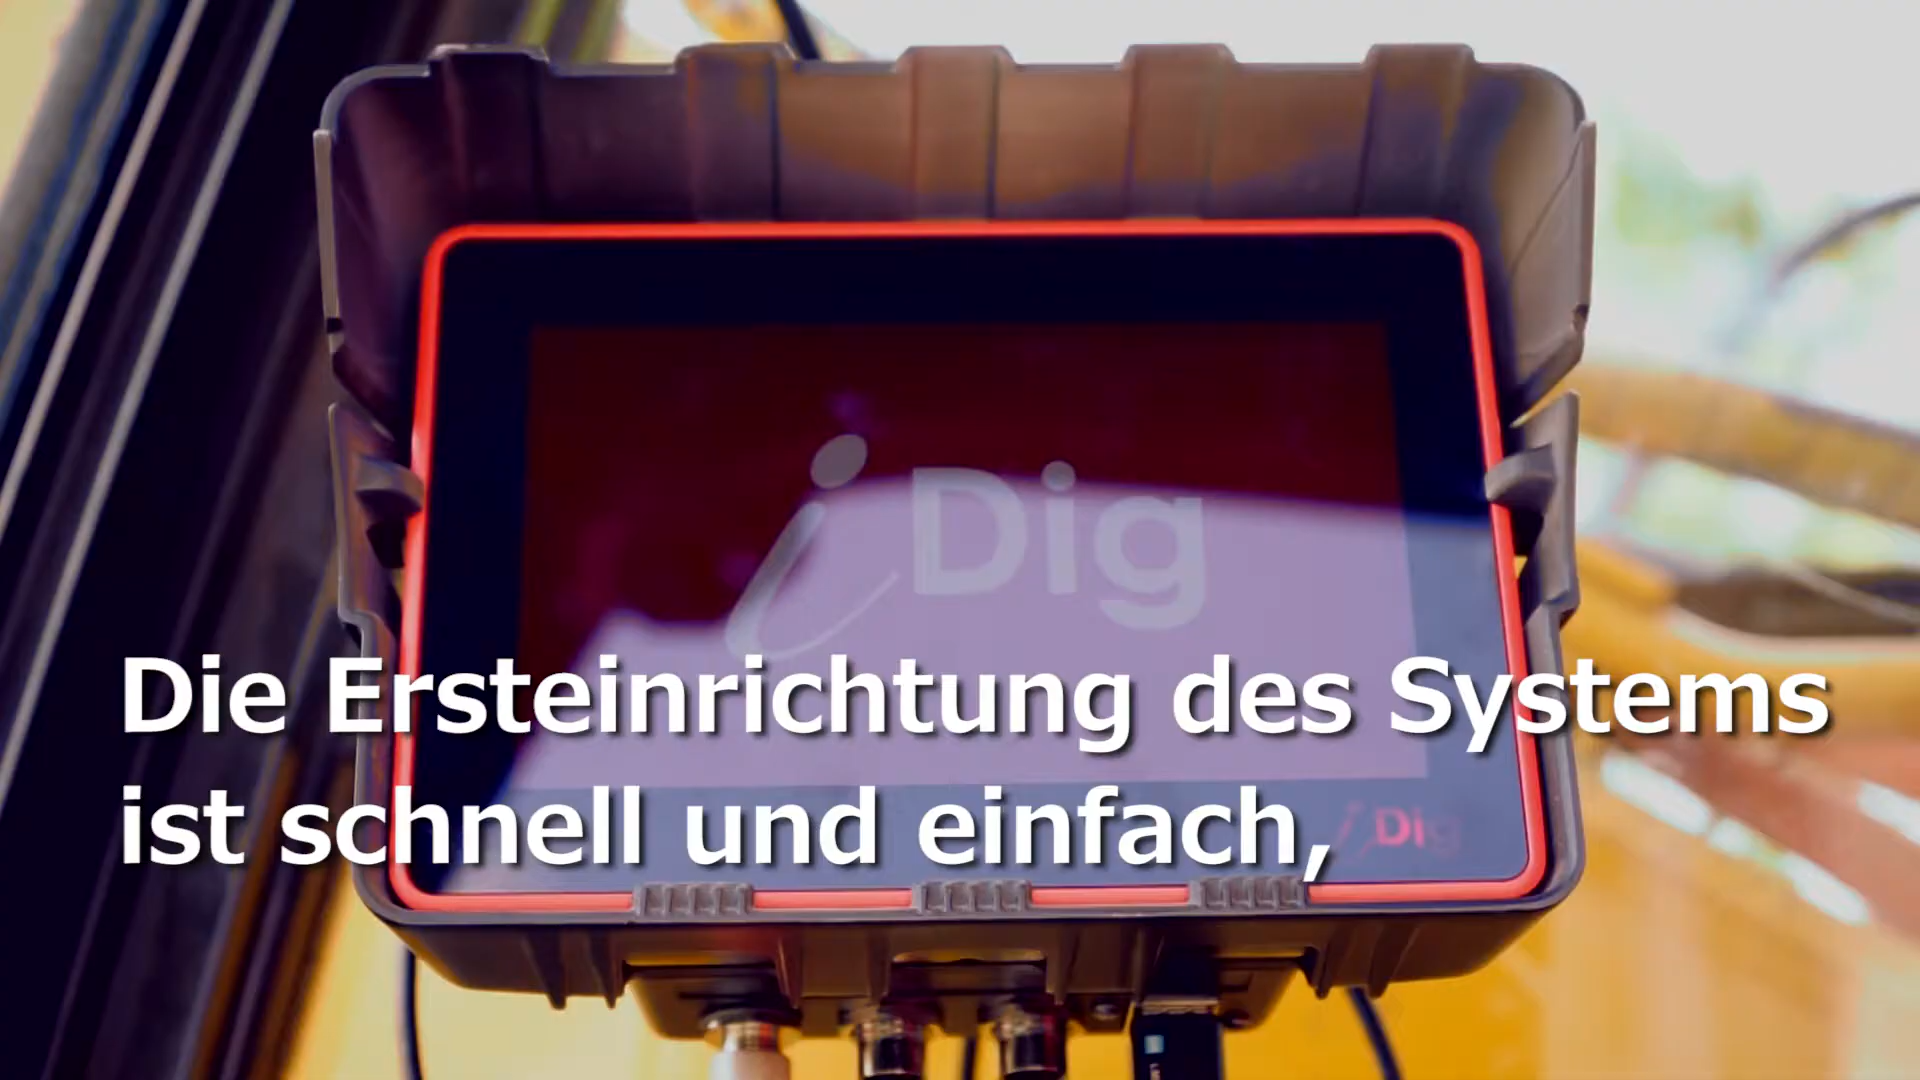 iDig
Die Ersteinrichtung des Systems
ist schnell und einfach,
iDig